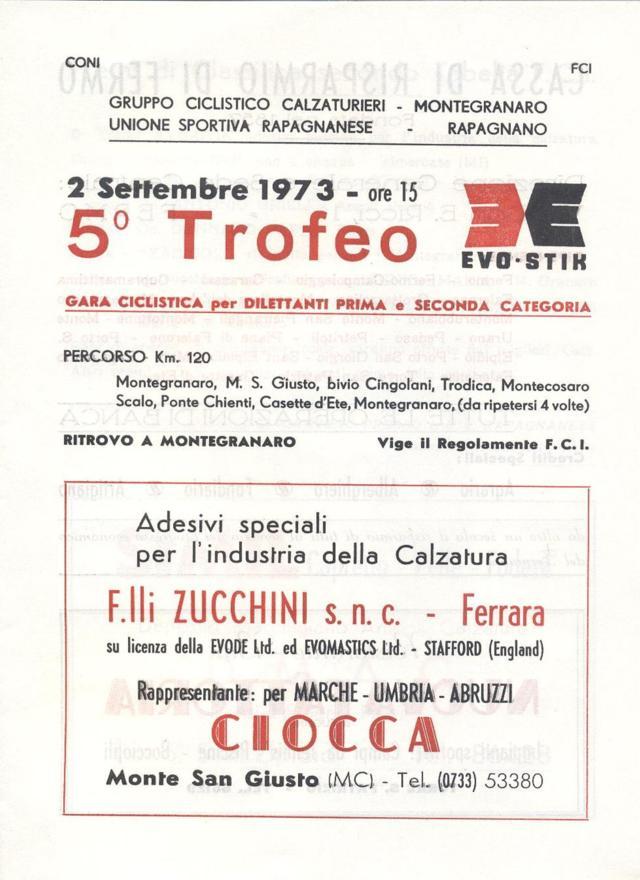 CONI
FCI
GRUPPO CICLISTICO CALZATURIERI - MONTEGRANARO
UNIONE SPORTIVA RAPAGNANESE - RAPAGNANO
2 Settembre 1973 - ore 15
5° Trofeo
EVO-STIK
GARA CICLISTICA per DILETTANTI PRIMA e SECONDA CATEGORIA
PERCORSO Km. 120
Montegranaro, M. S. Giusto, bivio Cingolani, Trodica, Montecosaro
Scalo, Ponte Chienti, Casette d'Ete, Montegranaro, (da ripetersi 4 volte)
RITROVO A MONTEGRANARO
Vige il Regolamento F.C.I.
Adesivi speciali
per l'industria della Calzatura
F.lli ZUCCHINI s. n. c. - Ferrara
su licenza della EVODE Ltd. ed EVOMASTICS Ltd. - STAFFORD (England)
Rappresentante: per MARCHE - UMBRIA - ABRUZZI
CIOCCA
Monte San Giusto (MC) - Tel. (0733) 53380